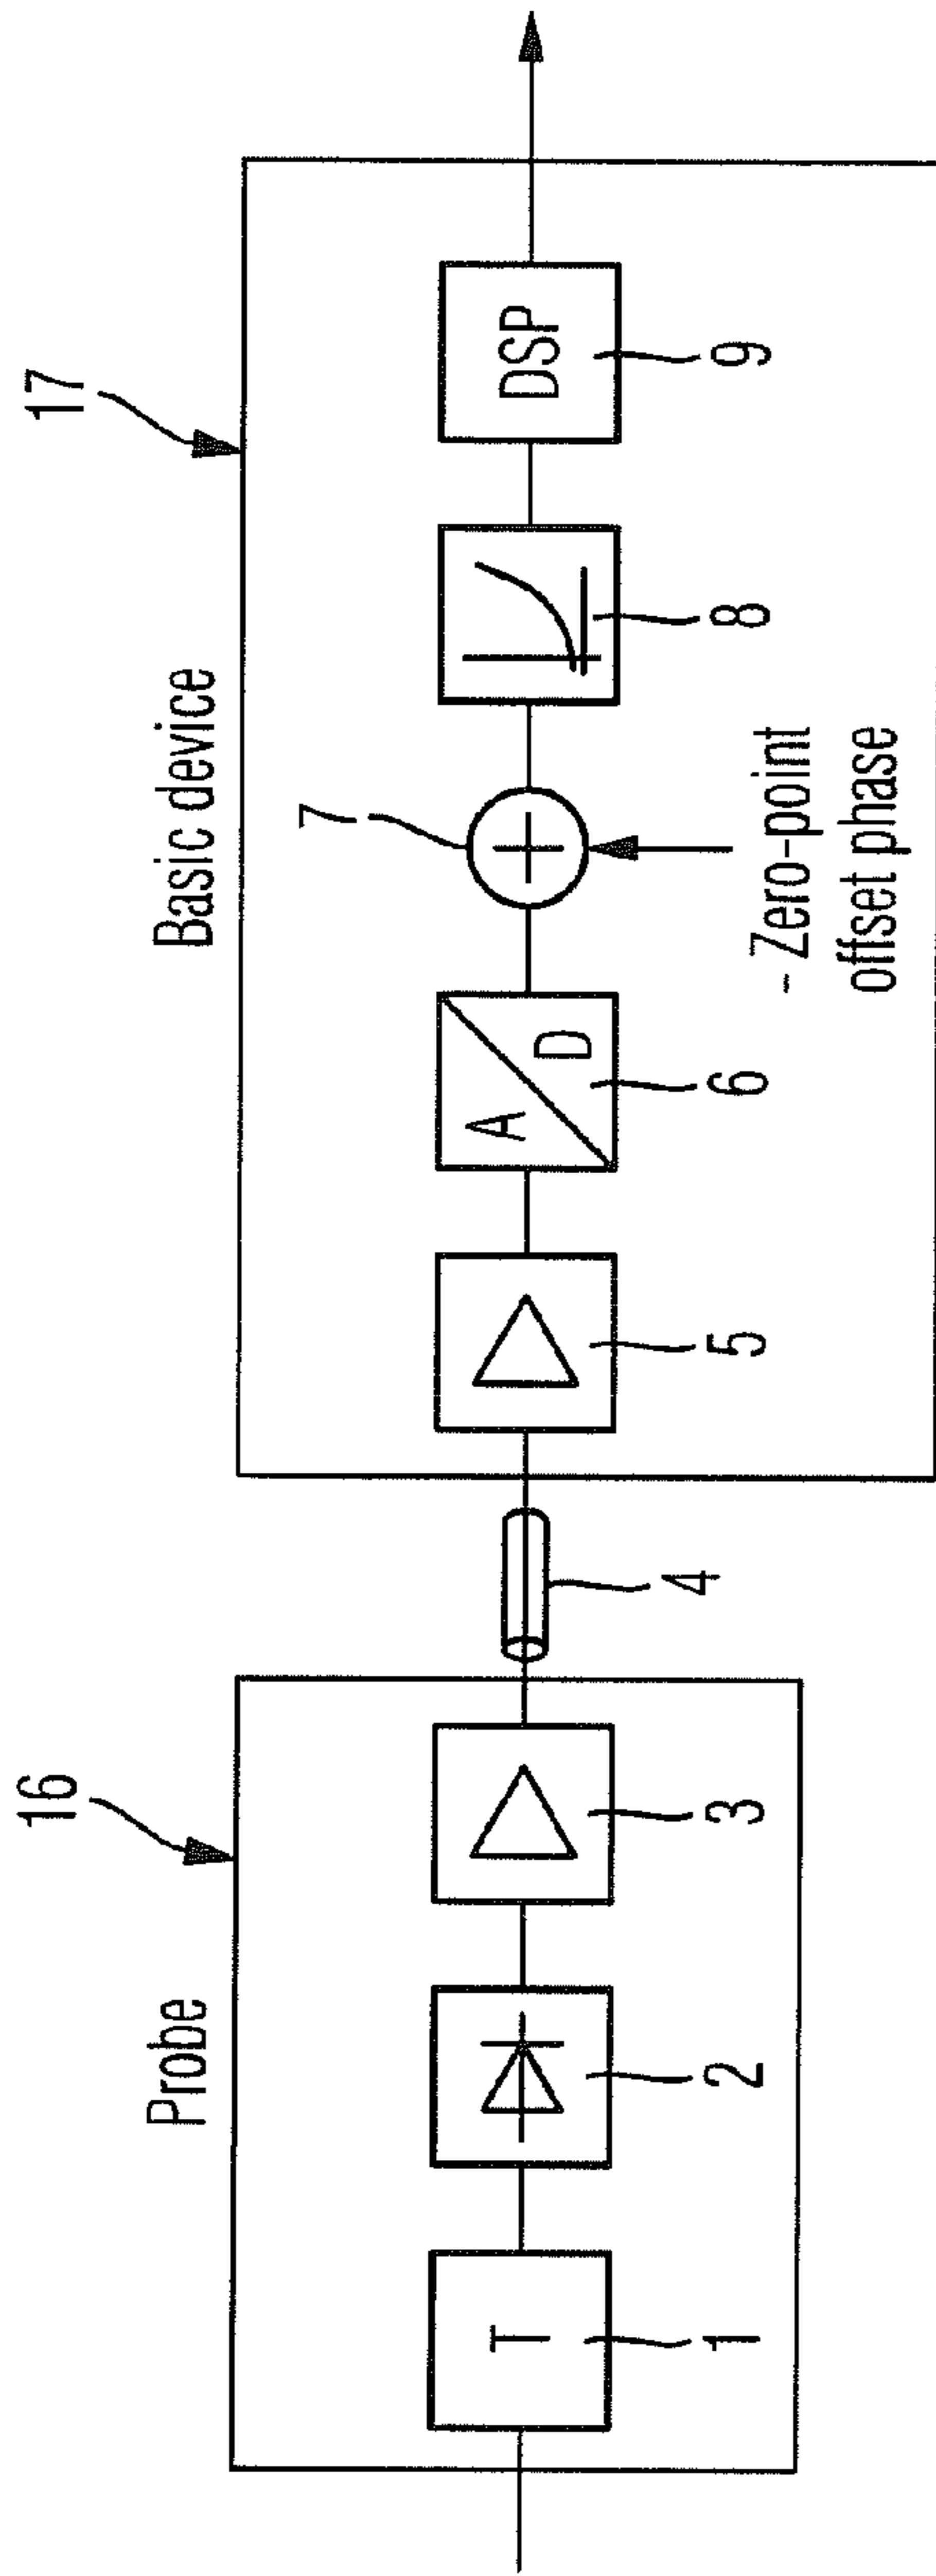 16
17
Probe
Basic device
T
A
D
DSP
1
2
3
4
5
6
7
8
9
- Zero-point
offset phase